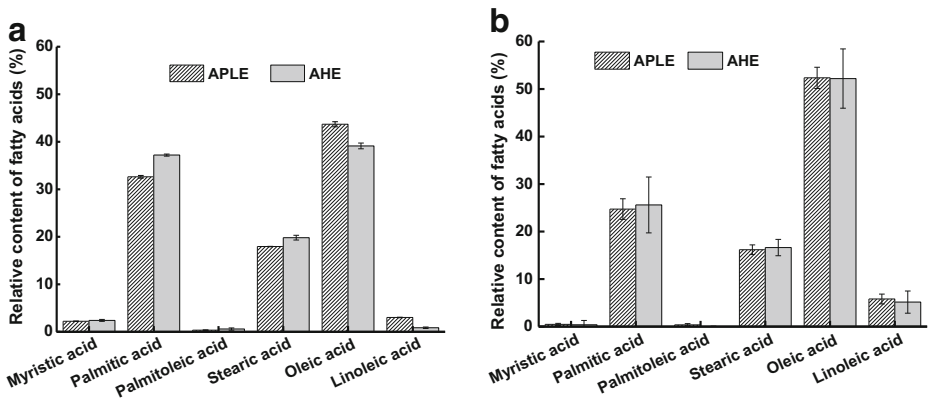 a
Relative content of fatty acids (%)
60
50
40
30
20
10
0
APLE
AHE
Myristic acid
Palmitic acid
Palmitoleic acid
Stearic acid
Oleic acid
Linoleic acid
b
Relative content of fatty acids (%)
60
50
40
30
20
10
0
APLE
AHE
Myristic acid
Palmitic acid
Palmitoleic acid
Stearic acid
Oleic acid
Linoleic acid